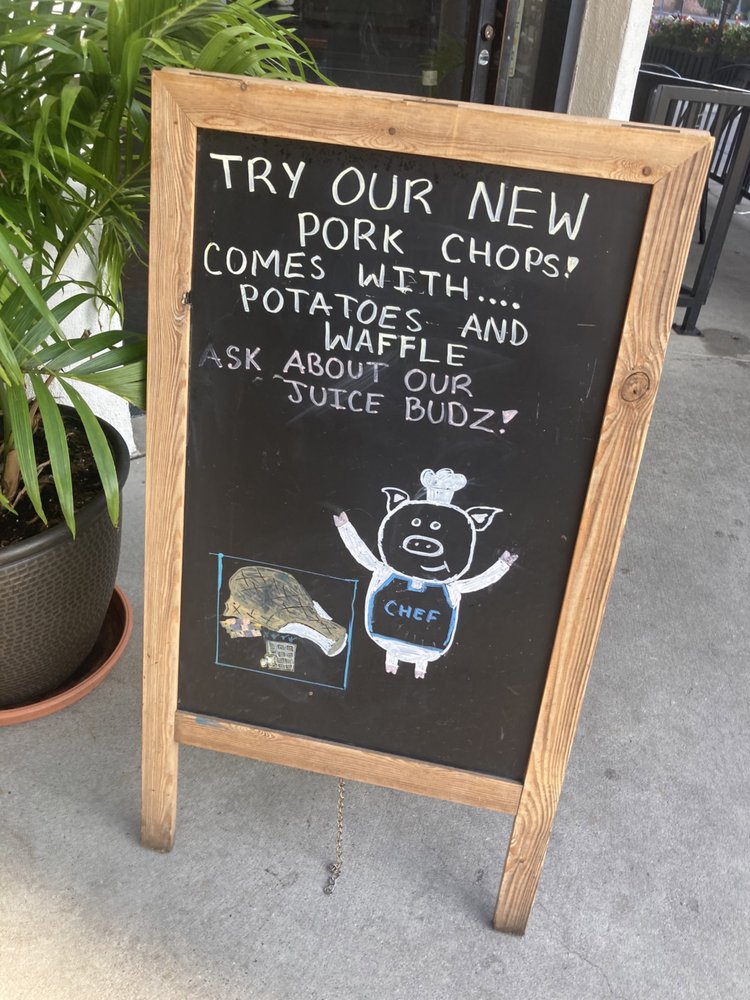 TRY OUR NEW
PORK CHOPS!
COMES WITH....
POTATOES AND
WAFFLE
ASK ABOUT OUR
JUICE BUDZ!
CHEF